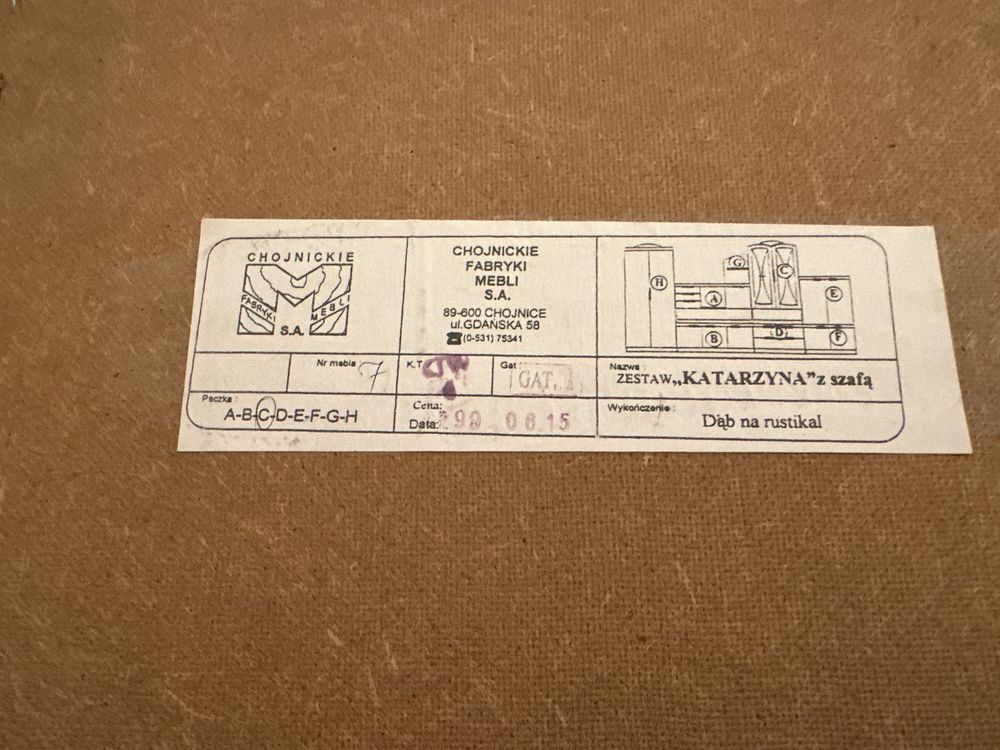 CHOJNICKIE
FABRYKI
MEBLI
S.A.
CHOJNICKIE
FABRYKI
MEBLI
S.A.
89-600 CHOJNICE
ul.GDAŃSKA 58
☎(0-531) 75341
H
G
C
A
E
B
D
F
Nr mebla 7
K.T.
Gat:
GAT. I
Nazwa :
ZESTAW„KATARZYNA”z szafą
Paczka :
A-B-C-D-E-F-G-H
Cena:
Data: '99 06.15
Wykończenie :
Dąb na rustikal